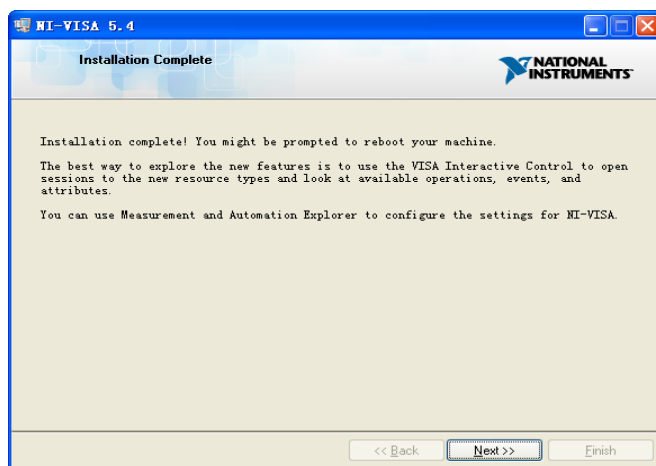 NI-VISA 5.4
Installation Complete
NATIONAL
INSTRUMENTS
Installation complete! You might be prompted to reboot your machine.
The best way to explore the new features is to use the VISA Interactive Control to open
sessions to the new resource types and look at available operations, events, and
attributes.
You can use Measurement and Automation Explorer to configure the settings for NI-VISA.
<< Back
Next >>
Finish